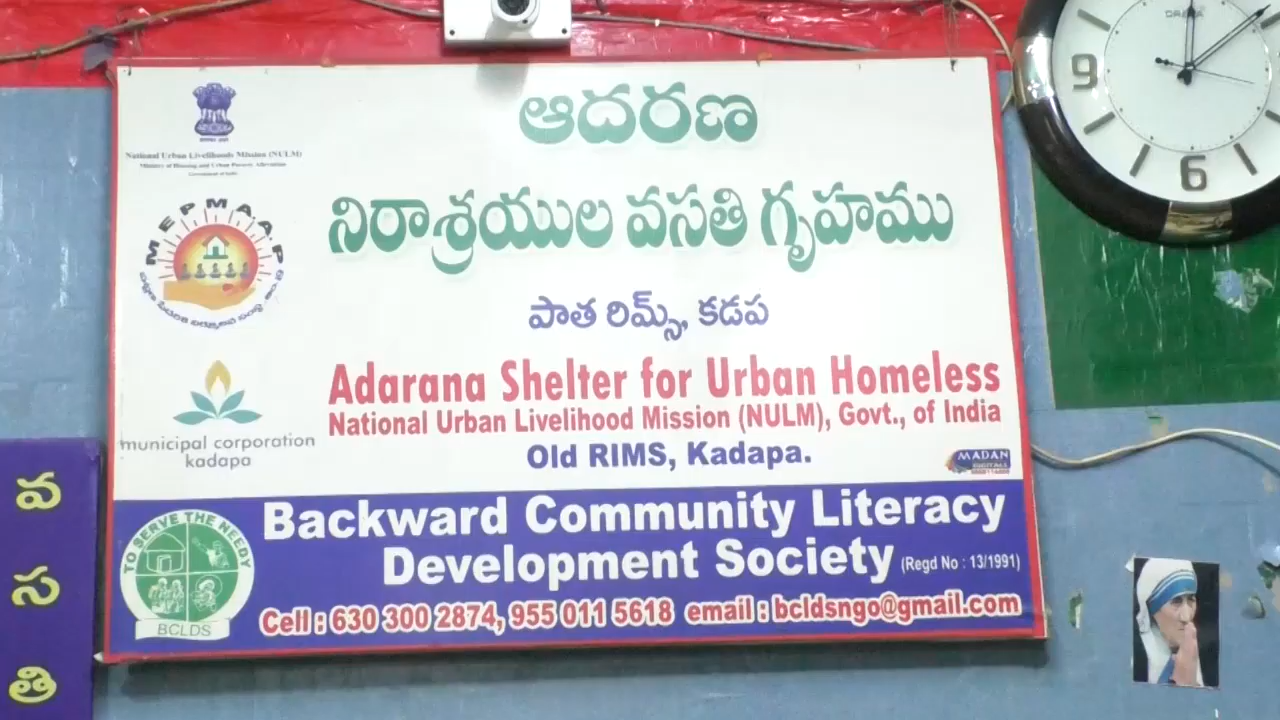 ఆదరణ
నిరాశ్రయుల వసతి గృహము
పాత రిమ్స్, కడప
Adarana Shelter for Urban Homeless
National Urban Livelihood Mission (NULM), Govt., of India
Old RIMS, Kadapa.
National Urban Livelihoods Mission (NULM)
Ministry of Housing and Urban Poverty Alleviation
Government of India
MEPMA A.P
municipal corporation
kadapa
MADAN
DIGITALS
Backward Community Literacy
Development Society (Regd No : 13/1991)
Cell : 630 300 2874, 955 011 5618 email : bcldsngo@gmail.com
TO SERVE THE NEEDY
BCLDS
వ
స
తి
9
6